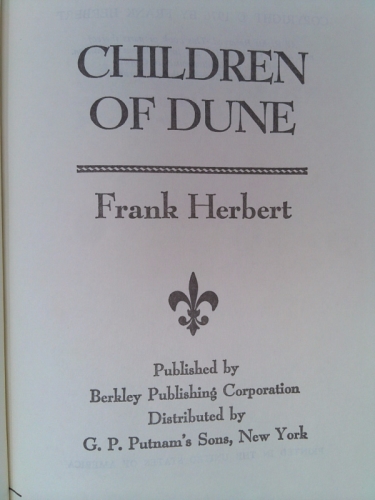 CHILDREN
OF DUNE
Frank Herbert
Published by
Berkley Publishing Corporation
Distributed by
G. P. Putnam's Sons, New York